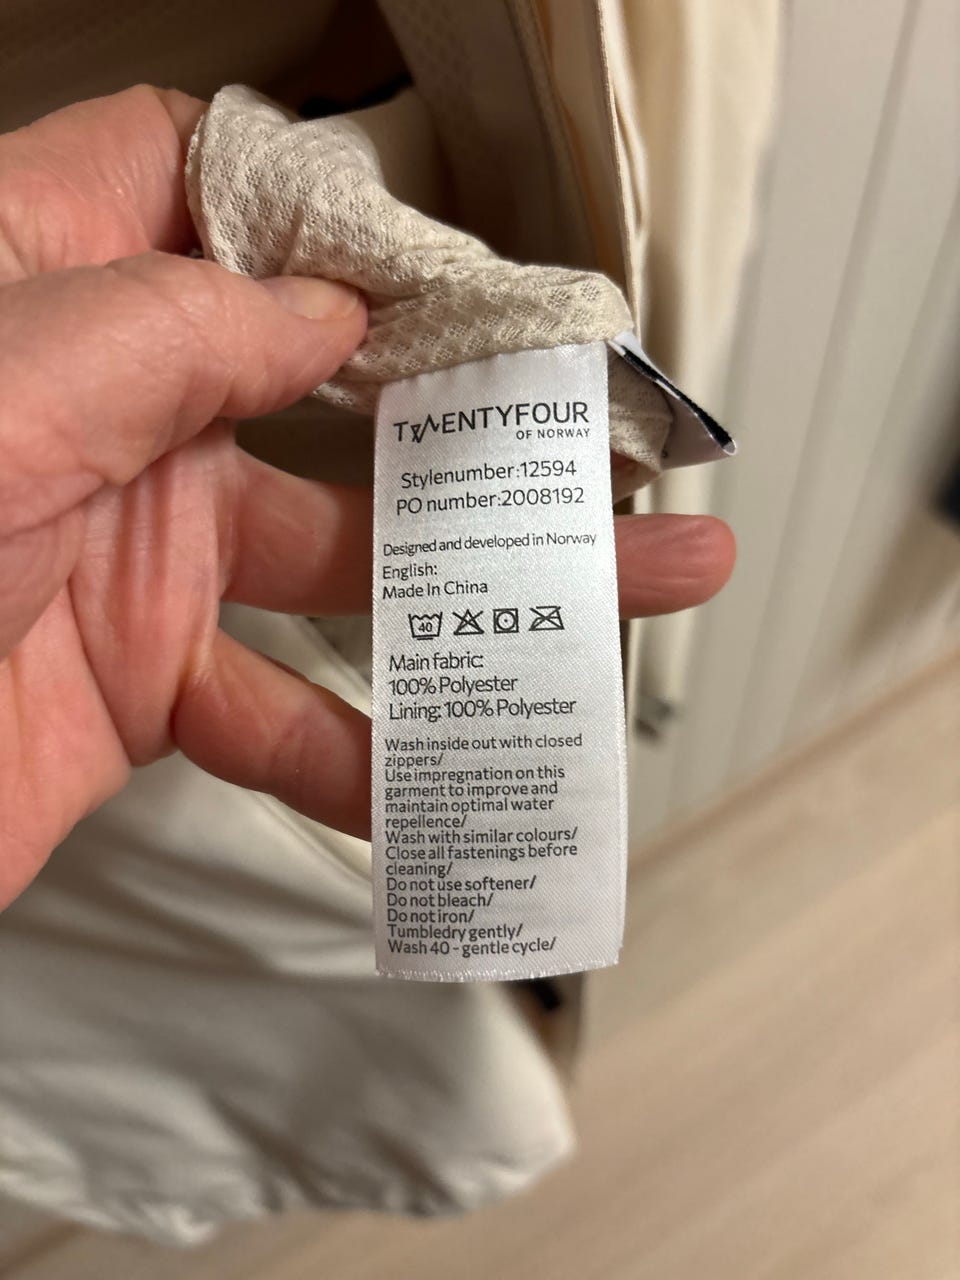 TWENTYFOUR
OF NORWAY
Stylenumber:12594
PO number:2008192
Designed and developed in Norway
English:
Made In China
40
Main fabric:
100% Polyester
Lining: 100% Polyester
Wash inside out with closed
zippers/
Use impregnation on this
garment to improve and
maintain optimal water
repellence/
Wash with similar colours/
Close all fastenings before
cleaning/
Do not use softener/
Do not bleach/
Do not iron/
Tumbledry gently/
Wash 40 - gentle cycle/